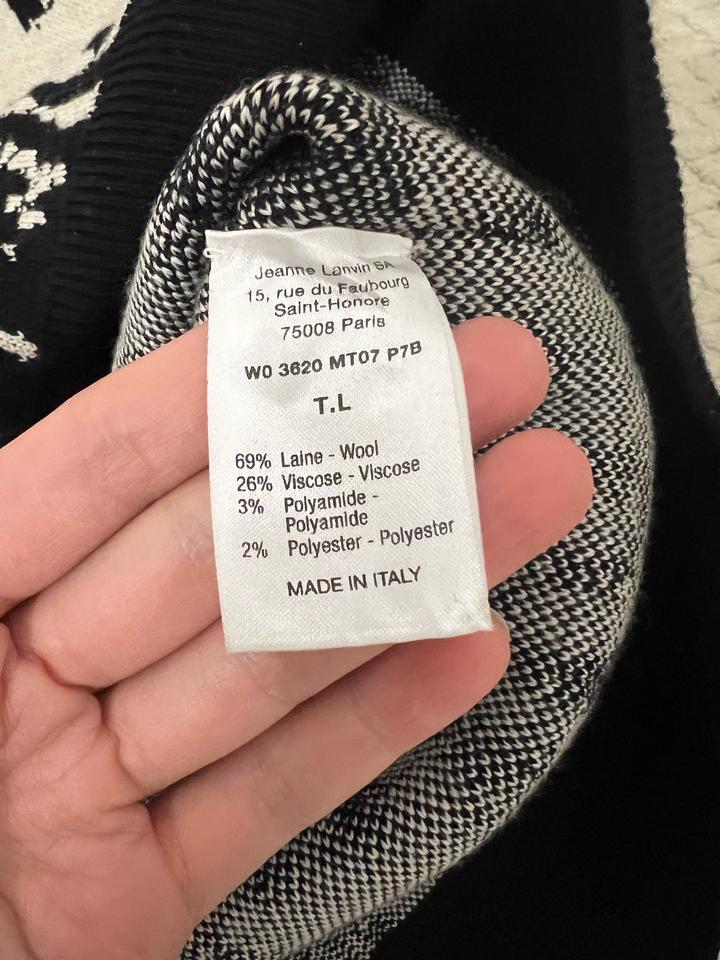 Jeanne Lanvin SA
15, rue du Faubourg
Saint-Honore
75008 Paris
W0 3620 MT07 P7B
T.L
69% Laine - Wool
26% Viscose - Viscose
3% Polyamide -
Polyamide
2% Polyester - Polyester
MADE IN ITALY